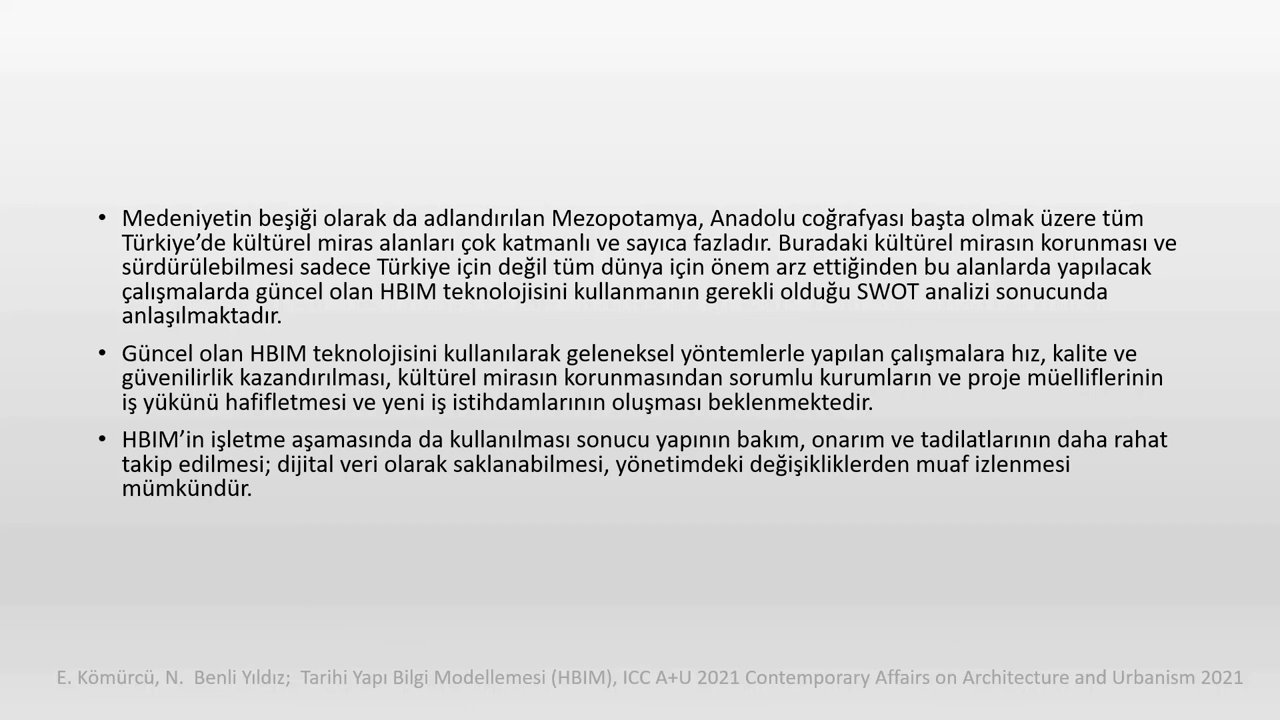 • Medeniyetin beşiği olarak da adlandırılan Mezopotamya, Anadolu coğrafyası başta olmak üzere tüm
Türkiye’de kültürel miras alanları çok katmanlı ve sayıca fazladır. Buradaki kültürel mirasın korunması ve
sürdürülebilmesi sadece Türkiye için değil tüm dünya için önem arz ettiğinden bu alanlarda yapılacak
çalışmalarda güncel olan HBIM teknolojisini kullanmanın gerekli olduğu SWOT analizi sonucunda
anlaşılmaktadır.
• Güncel olan HBIM teknolojisini kullanılarak geleneksel yöntemlerle yapılan çalışmalara hız, kalite ve
güvenilirlik kazandırılması, kültürel mirasın korunmasından sorumlu kurumların ve proje müelliflerinin
iş yükünü hafifletmesi ve yeni iş istihdamlarının oluşması beklenmektedir.
• HBIM’in işletme aşamasında da kullanılması sonucu yapının bakım, onarım ve tadilatlarının daha rahat
takip edilmesi; dijital veri olarak saklanabilmesi, yönetimdeki değişikliklerden muaf izlenmesi
mümkündür.
E. Kömürcü, N. Benli Yıldız; Tarihi Yapı Bilgi Modellemesi (HBIM), ICC A+U 2021 Contemporary Affairs on Architecture and Urbanism 2021